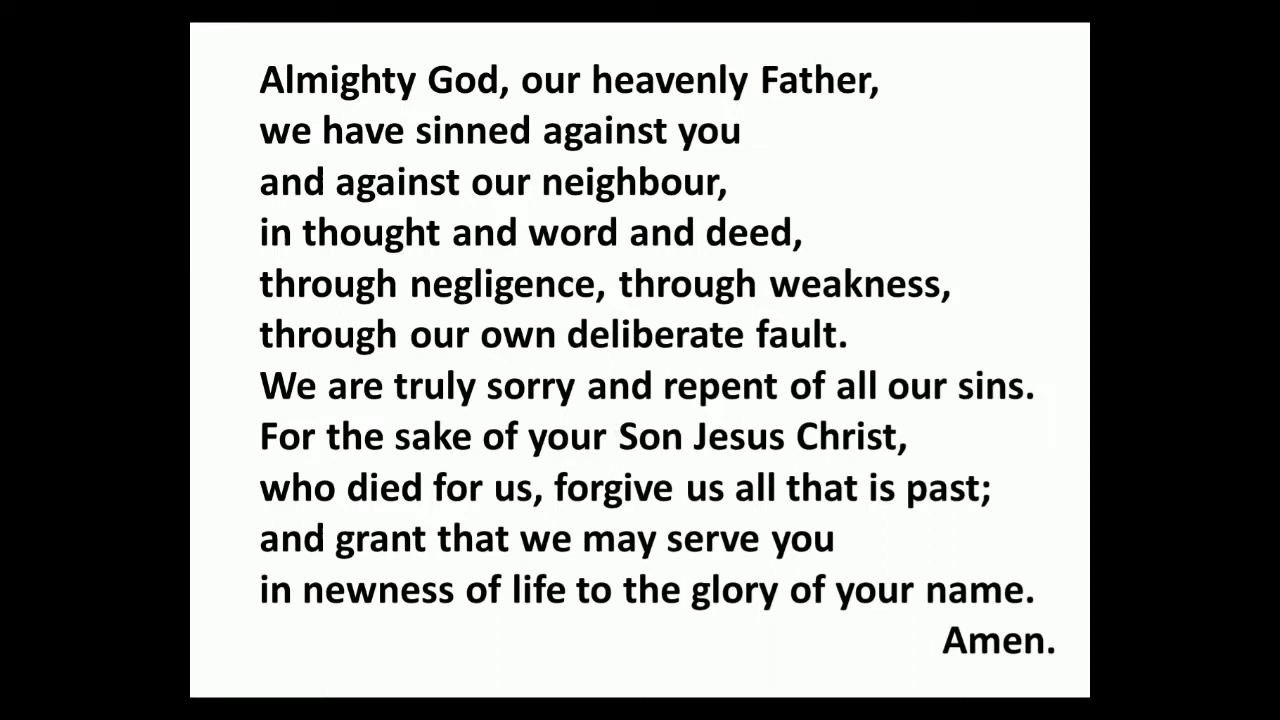 Almighty God, our heavenly Father,
we have sinned against you
and against our neighbour,
in thought and word and deed,
through negligence, through weakness,
through our own deliberate fault.
We are truly sorry and repent of all our sins.
For the sake of your Son Jesus Christ,
who died for us, forgive us all that is past;
and grant that we may serve you
in newness of life to the glory of your name.
Amen.